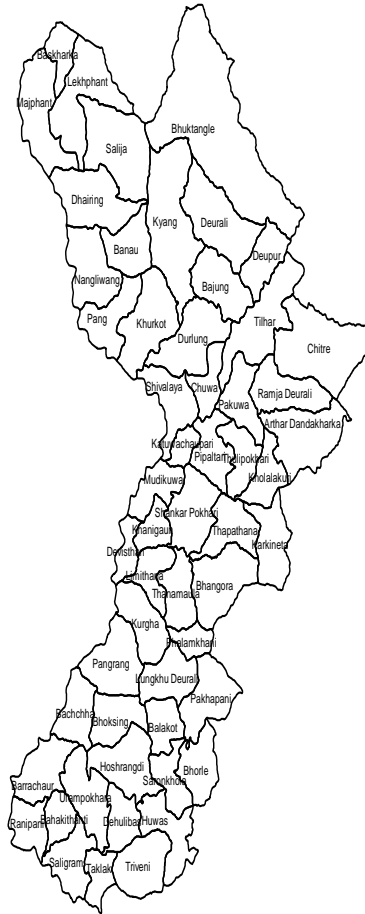 Baskharka
Lekhphant
Majphant
Bhuktangle
Salija
Dhairing
Kyang
Deurali
Banau
Deupur
Nangliwang
Bajung
Pang
Khurkot
Tilhar
Durlung
Chitre
Shivalaya
Chuwa
Ramja Deurali
Pakuwa
Arthar Dandakharka
Katuwachaupari
Pipaltari
Thulipokhari
Mudikuwa
Kholalakuri
Shankar Pokhari
Khanigaun
Thapathana
Karkineta
Devisthan
Limithana
Bhangora
Thanamaula
Kurgha
Phalamkhani
Pangrang
Lungkhu Deurali
Pakhapani
Bachchha
Bhoksing
Balakot
Hoshrangdi
Bhorle
Saronkhola
Barrachaur
Urampokhara
Ranipani
Bahakithanti
Dehulibas
Huwas
Saligram
Taklak
Triveni